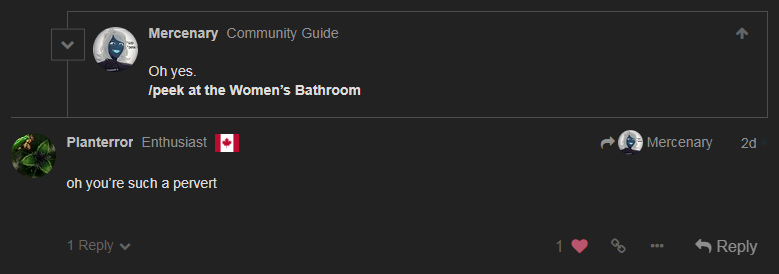 Mercenary Community Guide
Oh yes.
/peek at the Women's Bathroom
Planterror Enthusiast Mercenary 2d
oh you're such a pervert
1 Reply 1 Reply